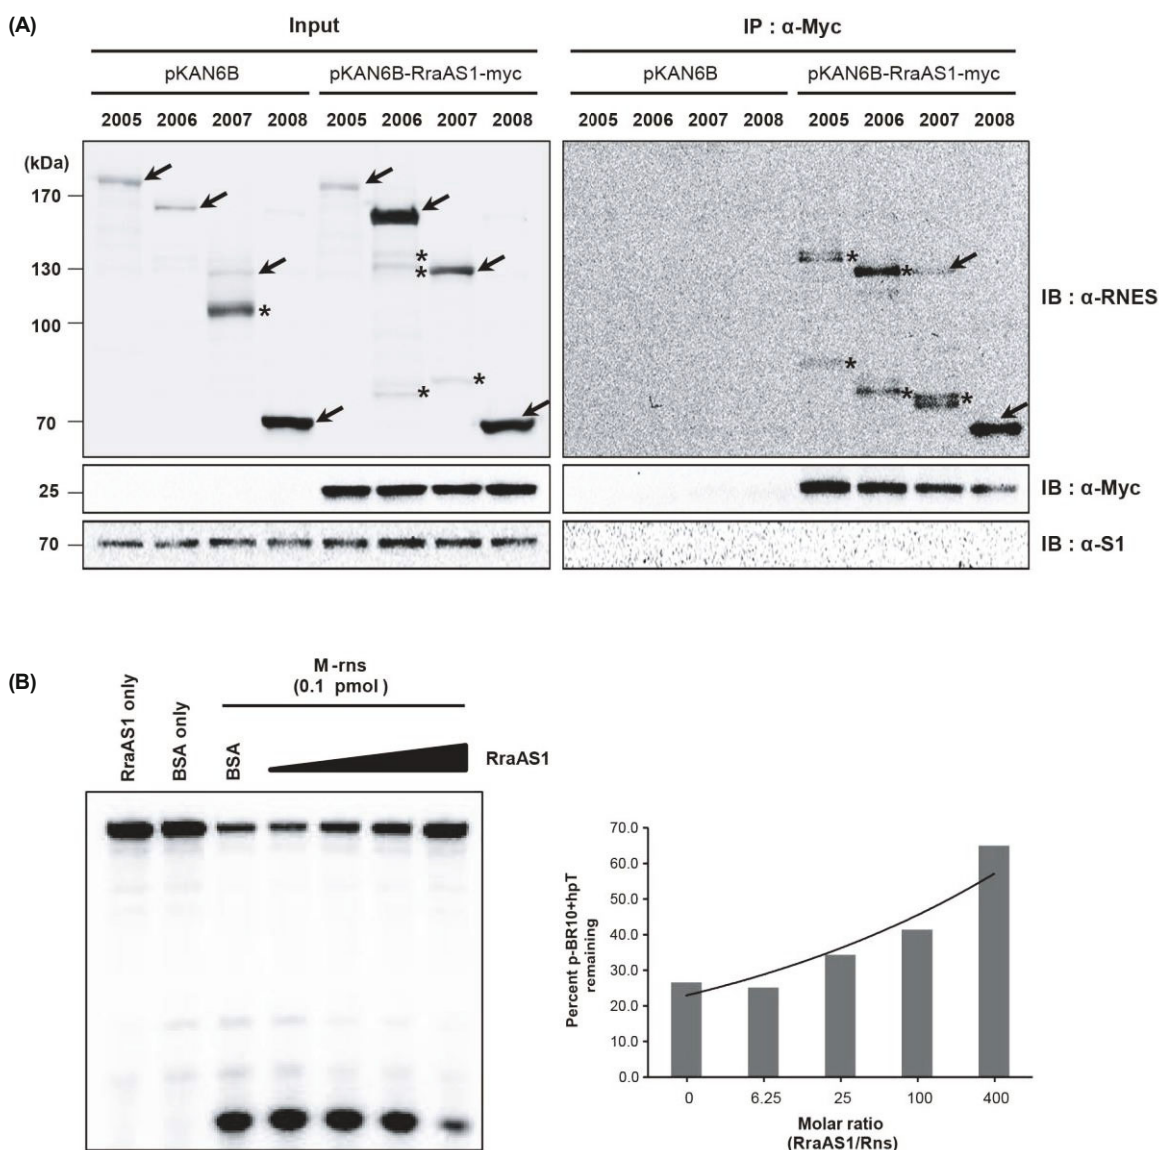 (A)
Input
IP : α-Myc
pKAN6B
pKAN6B-RraAS1-myc
pKAN6B
pKAN6B-RraAS1-myc
2005 2006 2007 2008 2005 2006 2007 2008
2005 2006 2007 2008 2005 2006 2007 2008
(kDa)
170
130
100
70
*
*
*
*
*
*
*
*
*
*
IB : α-RNES
25
IB : α-Myc
70
IB : α-S1
(B)
RraAS1 only
BSA only
BSA
M-rns
(0.1 pmol)
RraAS1
Percent p-BR10+hpT
remaining
70.0
60.0
50.0
40.0
30.0
20.0
10.0
0.0
0 6.25 25 100 400
Molar ratio
(RraAS1/Rns)